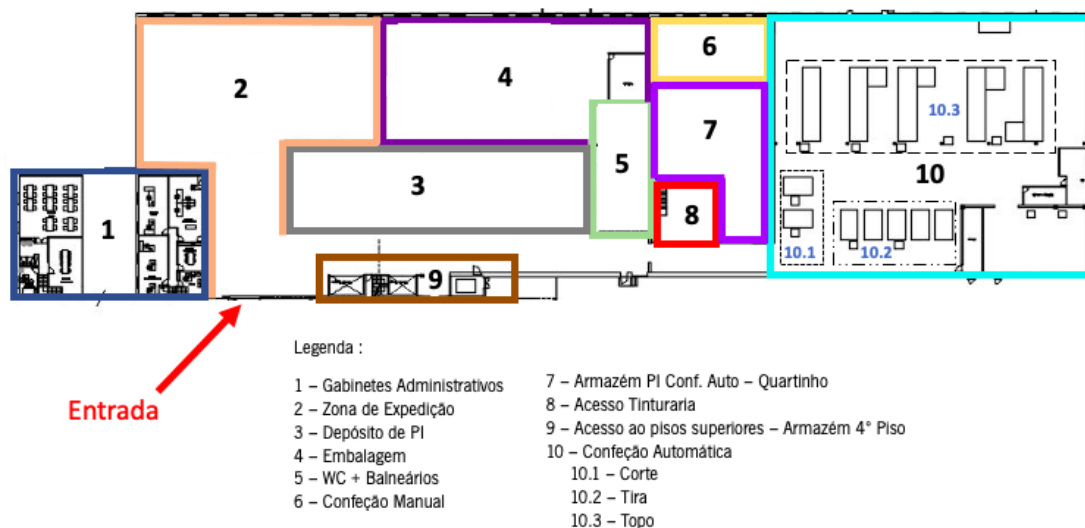 6
2
4
10.3
7
5
10
3
8
1
10.1
10.2
9
Entrada
Legenda :
1 – Gabinetes Administrativos
2 – Zona de Expedição
3 – Depósito de PI
4 – Embalagem
5 – WC + Balneários
6 – Confeção Manual
7 – Armazém PI Conf. Auto – Quartinho
8 – Acesso Tinturaria
9 – Acesso ao pisos superiores – Armazém 4° Piso
10 – Confeção Automática
10.1 – Corte
10.2 – Tira
10.3 – Topo